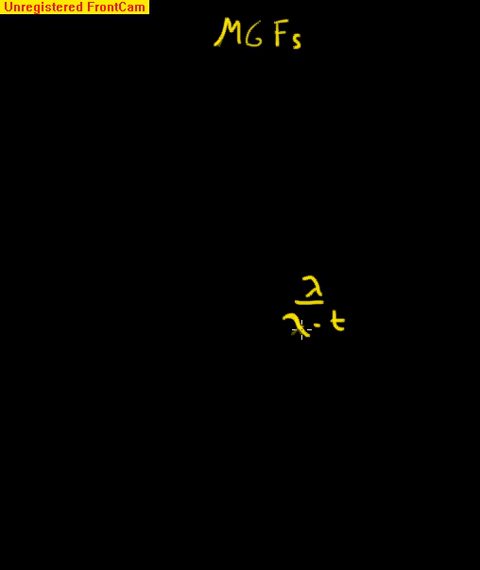 Unregistered FrontCam
MGFs
λ
λ - t